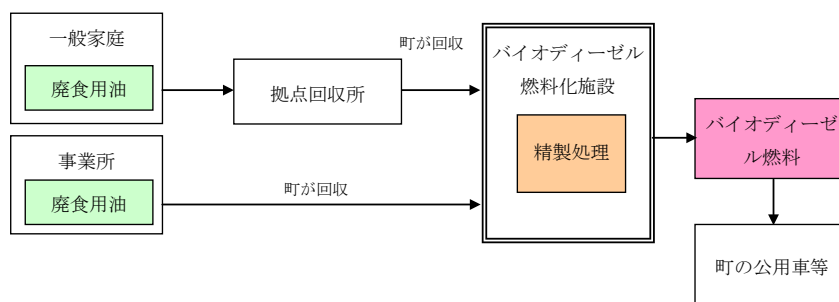 一般家庭
廃食用油
町が回収
拠点回収所
バイオディーゼル
燃料化施設
精製処理
バイオディーゼ
ル燃料
事業所
廃食用油
町が回収
町の公用車等